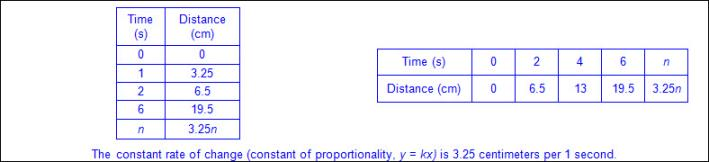 Time (s) Distance (cm)
0 0
1 3.25
2 6.5
6 19.5
n 3.25n
Time (s) 0 2 4 6 n
Distance (cm) 0 6.5 13 19.5 3.25n
The constant rate of change (constant of proportionality, y = kx) is 3.25 centimeters per 1 second.